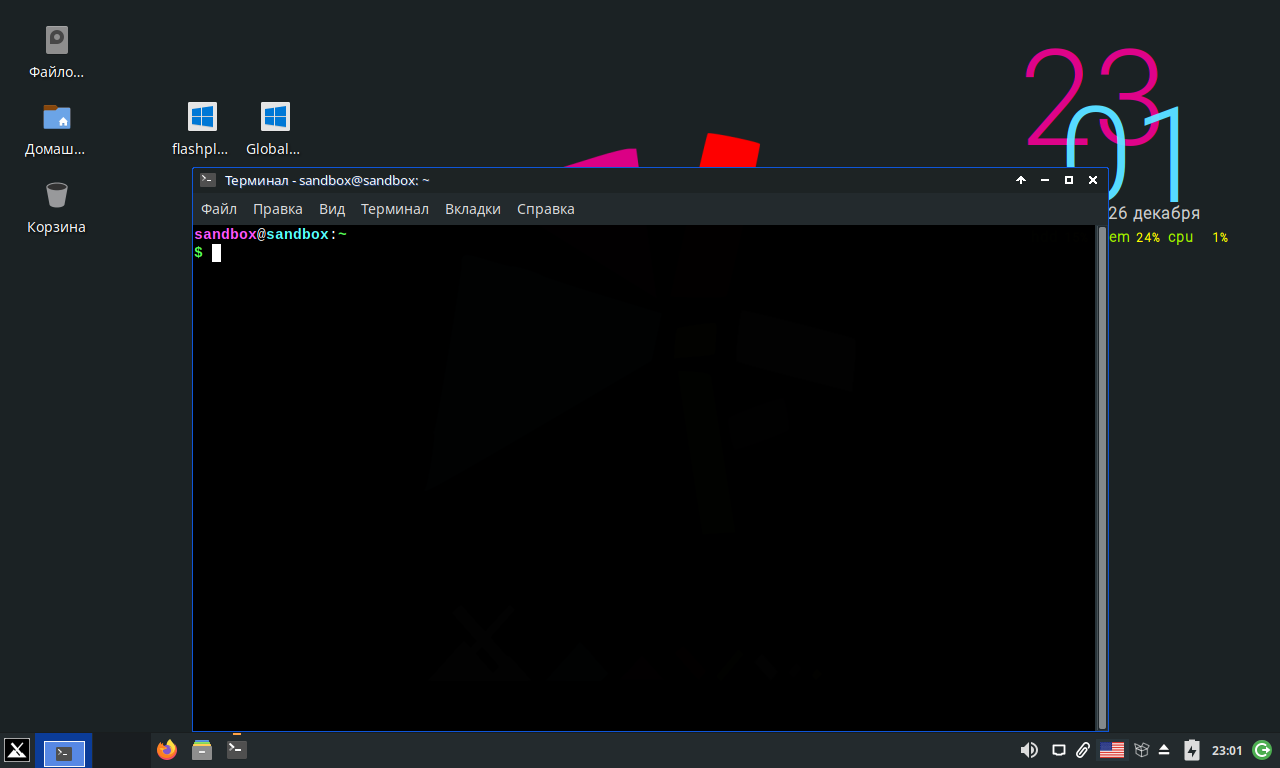 Файло...
Домаш...
Корзина
flashpl...
Global...
23
01
26 декабря
em 24% cpu 1%
Терминал - sandbox@sandbox: ~
Файл Правка Вид Терминал Вкладки Справка
sandbox@sandbox:~
$
23:01